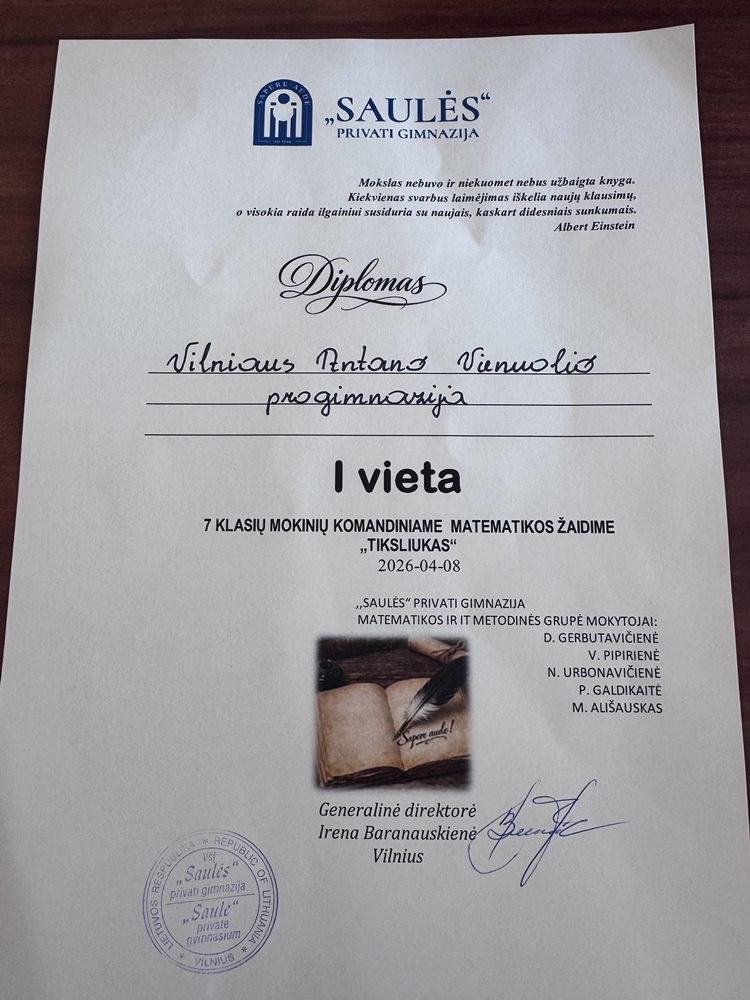 SAPERE AUDE
„SAULĖS“
PRIVATI GIMNAZIJA
Mokslas nebuvo ir niekuomet nebus užbaigta knyga.
Kiekvienas svarbus laimėjimas iškelia naujų klausimų,
o visokia raida ilgainiui susiduria su naujais, kaskart didesniais sunkumais.
Albert Einstein
Diplomas
Vilniaus Antano Vienuolio
progimnazija
I vieta
7 KLASIŲ MOKINIŲ KOMANDINIAME MATEMATIKOS ŽAIDIME
„TIKSLIUKAS“
2026-04-08
,,SAULĖS“ PRIVATI GIMNAZIJA
MATEMATIKOS IR IT METODINĖS GRUPĖ MOKYTOJAI:
D. GERBUTAVIČIENĖ
V. PIPIRIENĖ
N. URBONAVIČIENĖ
P. GALDIKAITĖ
M. ALIŠAUSKAS
Sapere aude!
Generalinė direktorė
Irena Baranauskienė
Vilnius
LIETUVOS RESPUBLIKA * REPUBLIC OF LITHUANIA * VILNIUS *
VšĮ
„Saulės“
privati gimnazija
„Saulė“
private
gymnasium